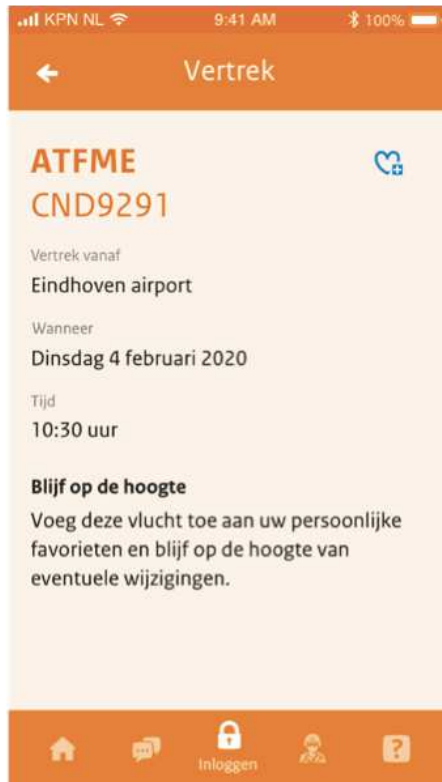 KPN NL 9:41 AM 100%
Vertrek
ATFME
CND9291
Vertrek vanaf
Eindhoven airport
Wanneer
Dinsdag 4 februari 2020
Tijd
10:30 uur
Blijf op de hoogte
Voeg deze vlucht toe aan uw persoonlijke
favorieten en blijf op de hoogte van
eventuele wijzigingen.
Inloggen
?